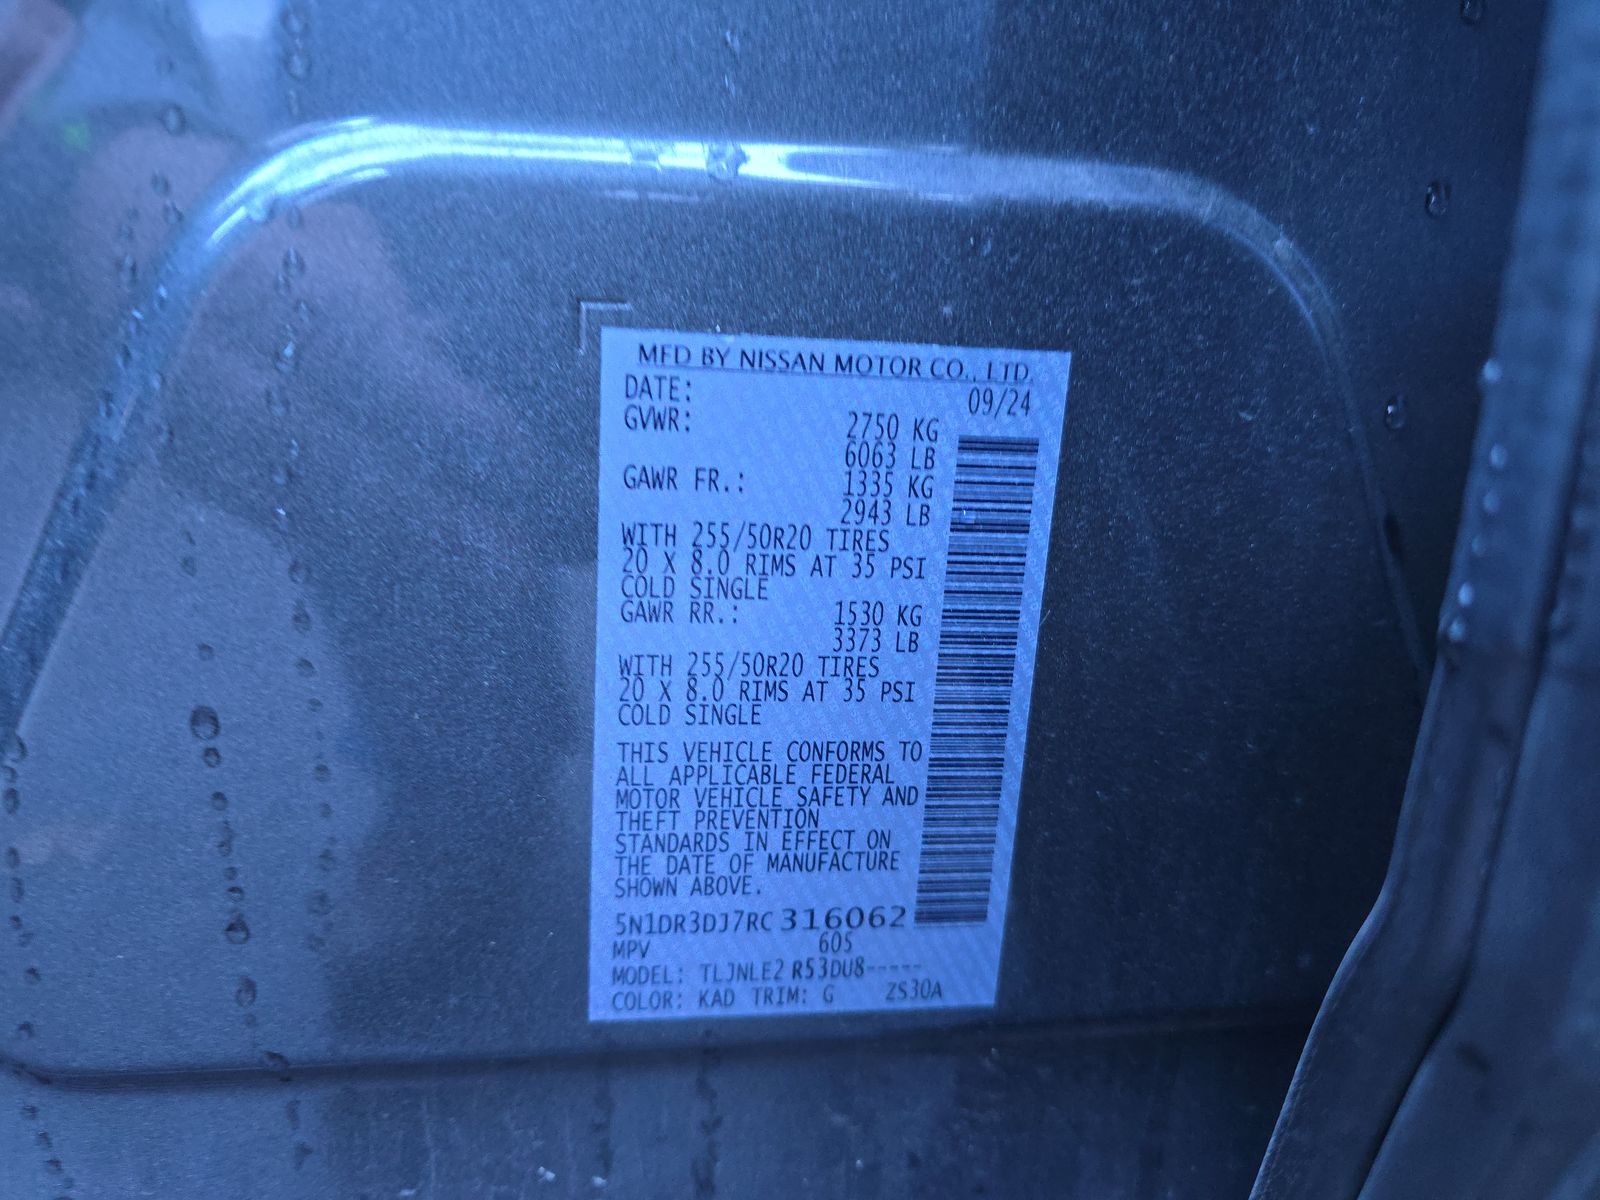 MFD BY NISSAN MOTOR CO., LTD.
DATE: 09/24
GVWR: 2750 KG
6063 LB
GAWR FR.: 1335 KG
2943 LB
WITH 255/50R20 TIRES
20 X 8.0 RIMS AT 35 PSI
COLD SINGLE
GAWR RR.: 1530 KG
3373 LB
WITH 255/50R20 TIRES
20 X 8.0 RIMS AT 35 PSI
COLD SINGLE
THIS VEHICLE CONFORMS TO
ALL APPLICABLE FEDERAL
MOTOR VEHICLE SAFETY AND
THEFT PREVENTION
STANDARDS IN EFFECT ON
THE DATE OF MANUFACTURE
SHOWN ABOVE.
5N1DR3DJ7RC316062
MPV 605
MODEL: TLJNLE2 R53DU8-----
COLOR: KAD TRIM: G ZS30A